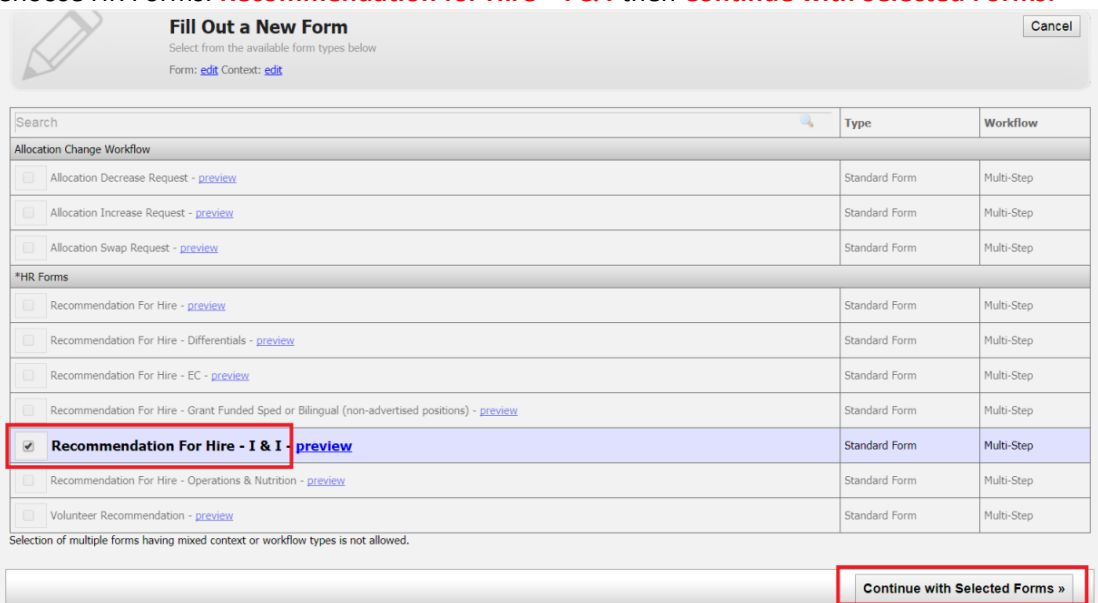 Fill Out a New Form
Cancel
Select from the available form types below
Form: edit Context: edit
Search Type Workflow
Allocation Change Workflow
Allocation Decrease Request - preview Standard Form Multi-Step
Allocation Increase Request - preview Standard Form Multi-Step
Allocation Swap Request - preview Standard Form Multi-Step
*HR Forms
Recommendation For Hire - preview Standard Form Multi-Step
Recommendation For Hire - Differentials - preview Standard Form Multi-Step
Recommendation For Hire - EC - preview Standard Form Multi-Step
Recommendation For Hire - Grant Funded Sped or Bilingual (non-advertised positions) - preview Standard Form Multi-Step
Recommendation For Hire - I & I - preview Standard Form Multi-Step
Recommendation For Hire - Operations & Nutrition - preview Standard Form Multi-Step
Volunteer Recommendation - preview Standard Form Multi-Step
Selection of multiple forms having mixed context or workflow types is not allowed.
Continue with Selected Forms »